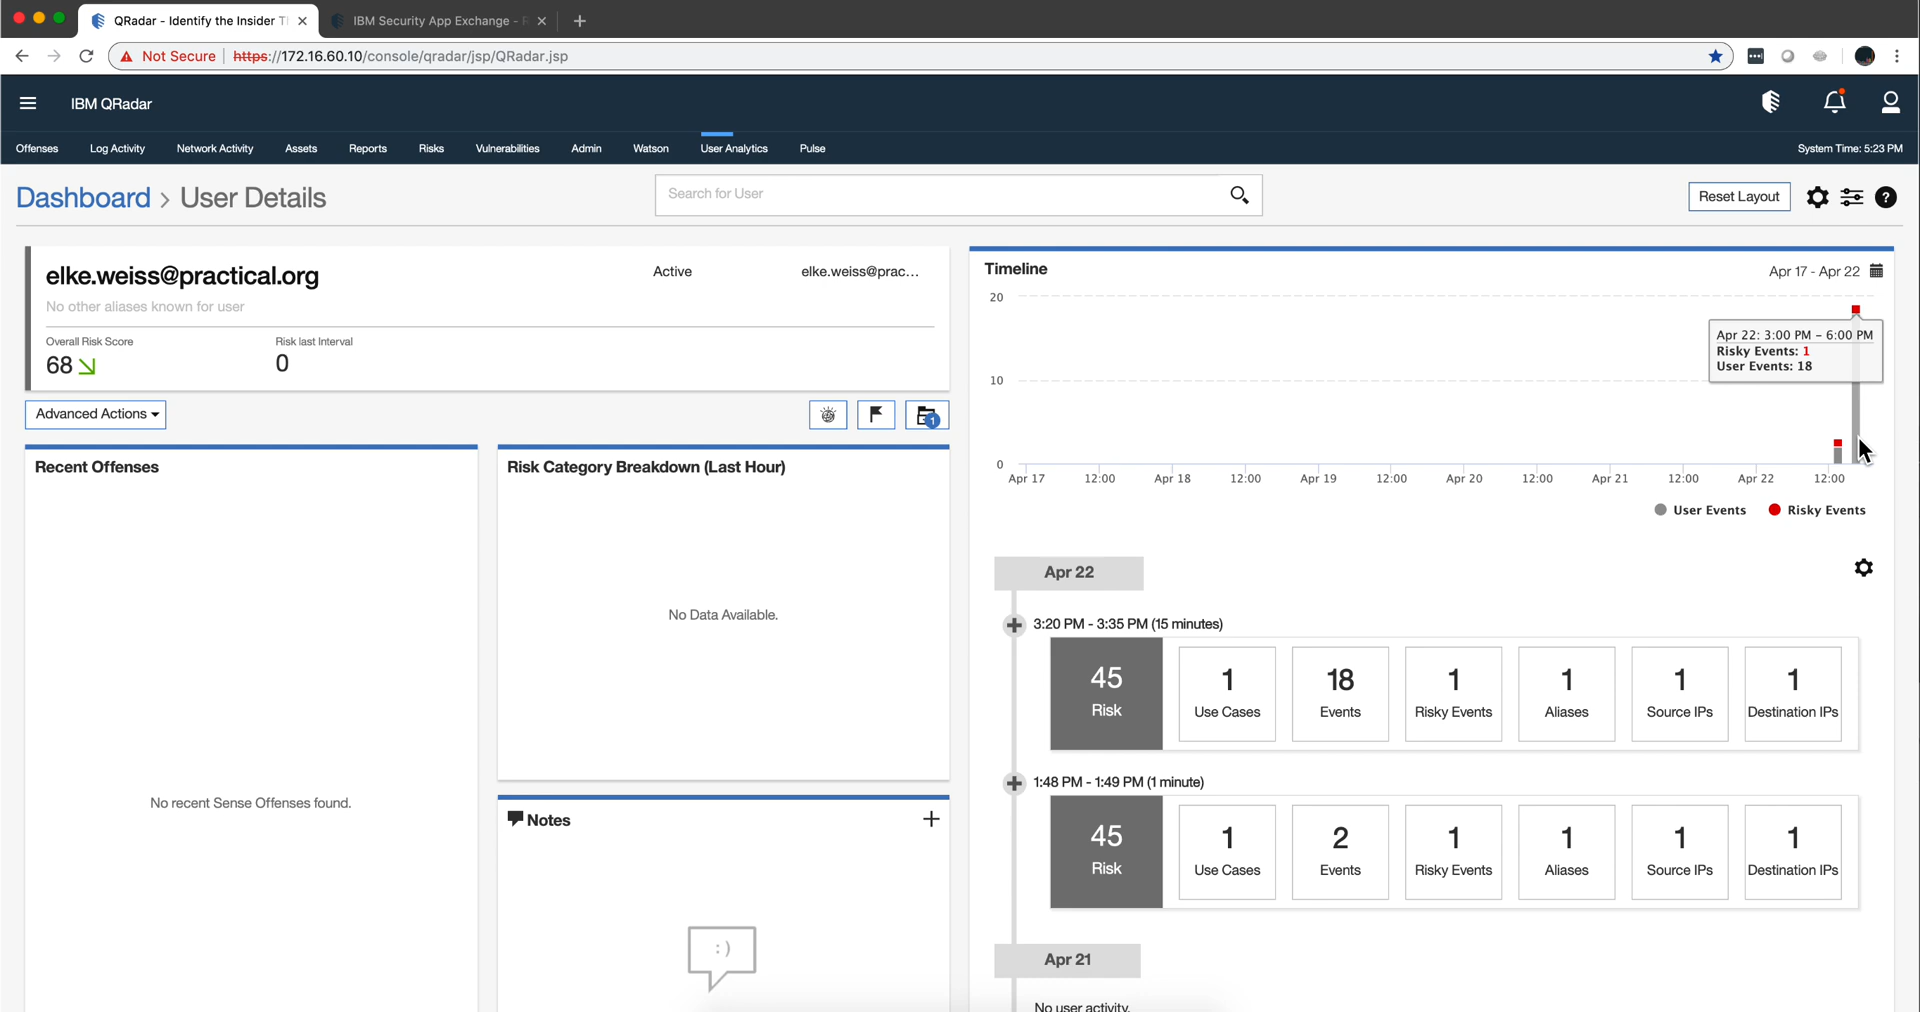 QRadar - Identify the Insider T
IBM Security App Exchange -
Not Secure
https://172.16.60.10/console/qradar/jsp/QRadar.jsp
IBM QRadar
Offenses
Log Activity
Network Activity
Assets
Reports
Risks
Vulnerabilities
Admin
Watson
User Analytics
Pulse
System Time: 5:23 PM
Dashboard > User Details
Search for User
Reset Layout
?
elke.weiss@practical.org
Active
elke.weiss@prac...
No other aliases known for user
Overall Risk Score
68
Risk last Interval
0
Advanced Actions
1
Recent Offenses
No recent Sense Offenses found.
Risk Category Breakdown (Last Hour)
No Data Available.
Notes
:)
Timeline
Apr 17 - Apr 22
20
10
0
Apr 22: 3:00 PM – 6:00 PM
Risky Events: 1
User Events: 18
Apr 17
12:00
Apr 18
12:00
Apr 19
12:00
Apr 20
12:00
Apr 21
12:00
Apr 22
12:00
User Events
Risky Events
Apr 22
3:20 PM - 3:35 PM (15 minutes)
45
Risk
1
Use Cases
18
Events
1
Risky Events
1
Aliases
1
Source IPs
1
Destination IPs
1:48 PM - 1:49 PM (1 minute)
45
Risk
1
Use Cases
2
Events
1
Risky Events
1
Aliases
1
Source IPs
1
Destination IPs
Apr 21
No user activity.